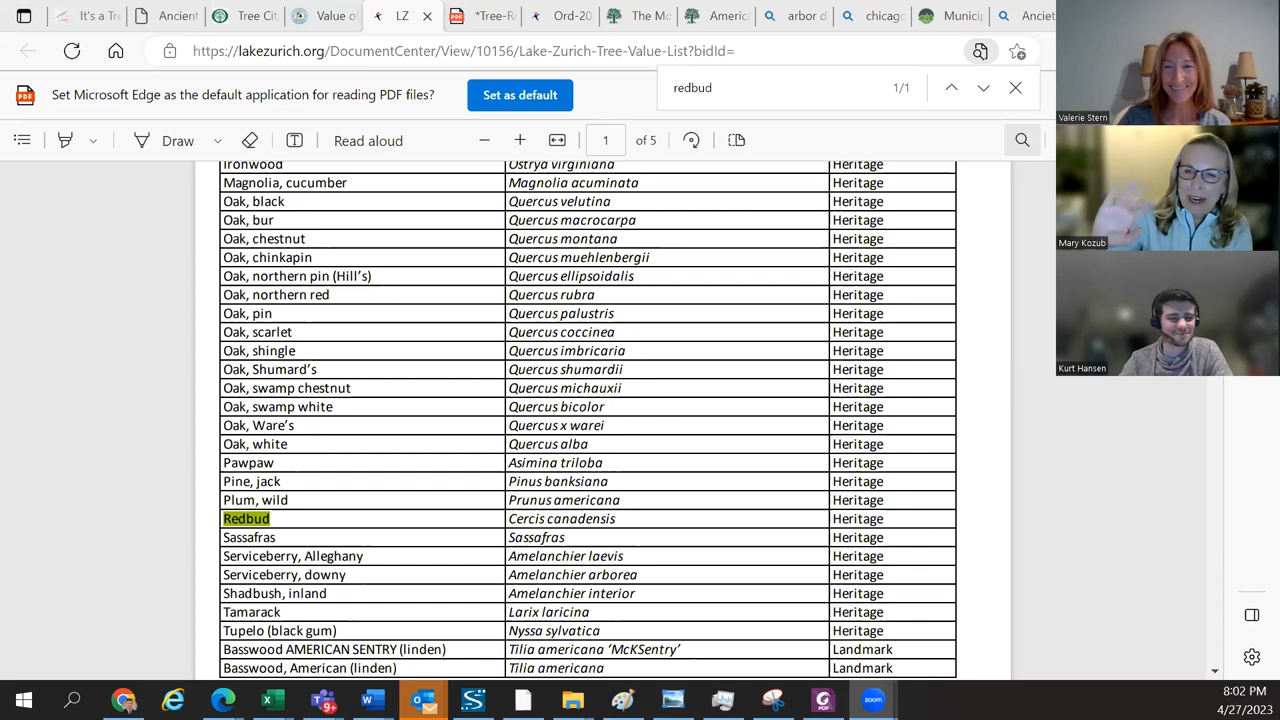 It's a Tr
Ancient
Tree Cit
Value o
LZ
*Tree-R
Ord-20
The Mo
Americ
arbor d
chicago
Municip
Anciet
https://lakezurich.org/DocumentCenter/View/10156/Lake-Zurich-Tree-Value-List?bidId=
Set Microsoft Edge as the default application for reading PDF files?
Set as default
redbud
1/1
Draw
Read aloud
1
of 5
Ironwood Ostrya virginiana Heritage
Magnolia, cucumber Magnolia acuminata Heritage
Oak, black Quercus velutina Heritage
Oak, bur Quercus macrocarpa Heritage
Oak, chestnut Quercus montana Heritage
Oak, chinkapin Quercus muehlenbergii Heritage
Oak, northern pin (Hill's) Quercus ellipsoidalis Heritage
Oak, northern red Quercus rubra Heritage
Oak, pin Quercus palustris Heritage
Oak, scarlet Quercus coccinea Heritage
Oak, shingle Quercus imbricaria Heritage
Oak, Shumard's Quercus shumardii Heritage
Oak, swamp chestnut Quercus michauxii Heritage
Oak, swamp white Quercus bicolor Heritage
Oak, Ware's Quercus x warei Heritage
Oak, white Quercus alba Heritage
Pawpaw Asimina triloba Heritage
Pine, jack Pinus banksiana Heritage
Plum, wild Prunus americana Heritage
Redbud Cercis canadensis Heritage
Sassafras Sassafras Heritage
Serviceberry, Alleghany Amelanchier laevis Heritage
Serviceberry, downy Amelanchier arborea Heritage
Shadbush, inland Amelanchier interior Heritage
Tamarack Larix laricina Heritage
Tupelo (black gum) Nyssa sylvatica Heritage
Basswood AMERICAN SENTRY (linden) Tilia americana 'McKSentry' Landmark
Basswood, American (linden) Tilia americana Landmark
Valerie Stern
Mary Kozub
Kurt Hansen
9+
zoom
8:02 PM
4/27/2023